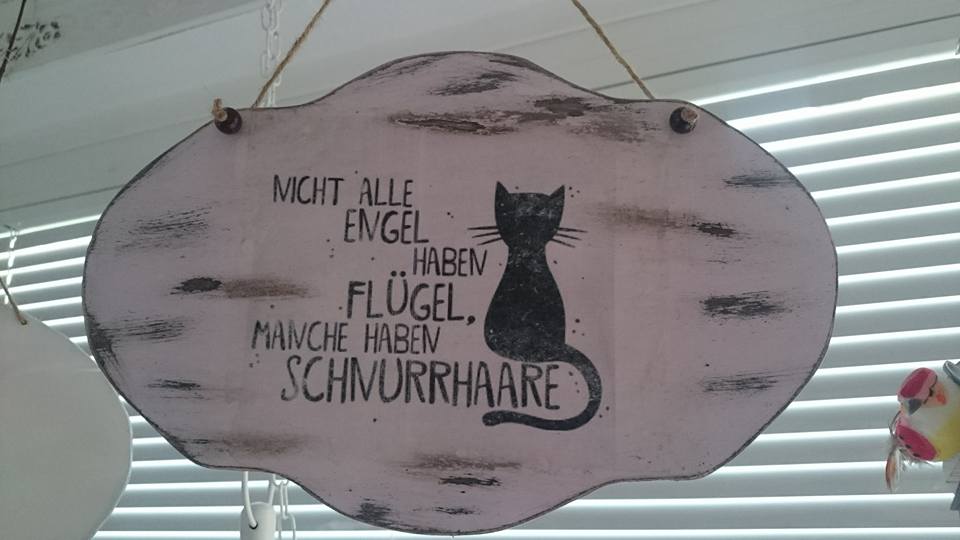 NICHT ALLE
ENGEL
HABEN
FLÜGEL,
MANCHE HABEN
SCHNURRHAARE